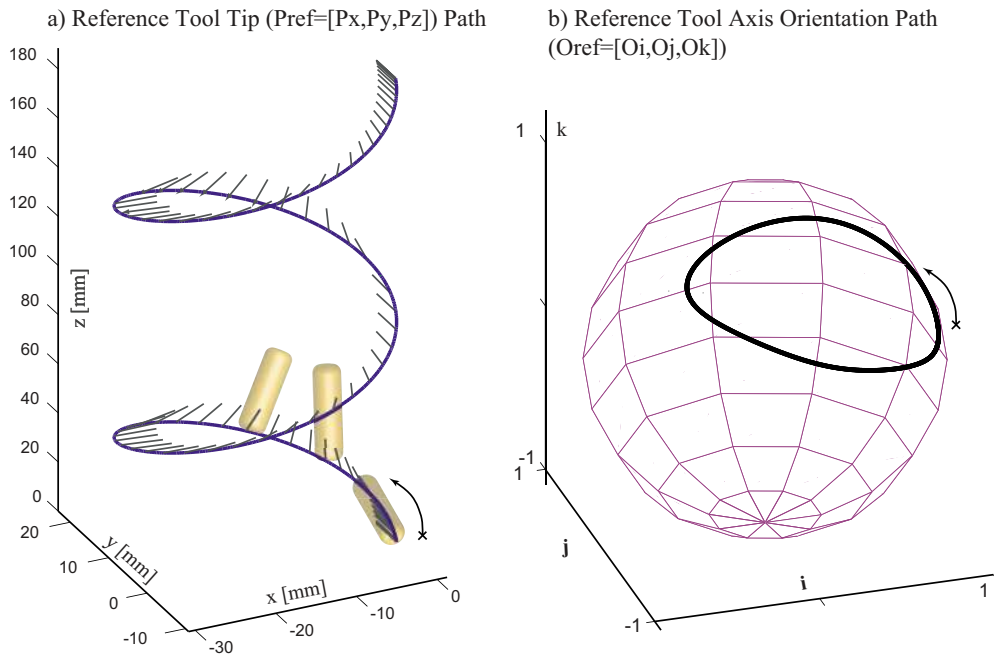 a) Reference Tool Tip (Pref=[Px,Py,Pz]) Path
180
160
140
120
100
80
60
40
20
0
z [mm]
20
10
0
-10
y [mm]
-30
-20
-10
0
x [mm]
b) Reference Tool Axis Orientation Path
(Oref=[Oi,Oj,Ok])
1
k
-1
1
j
-1
i
1